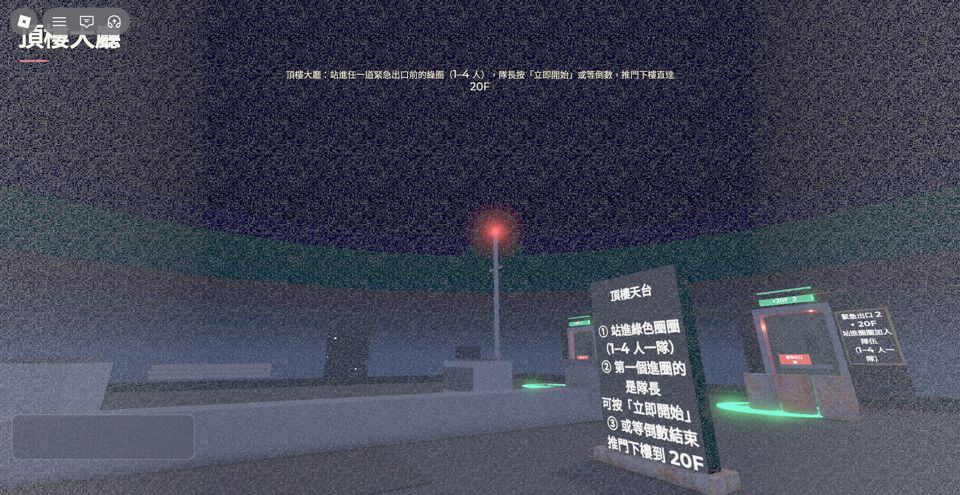 頂樓大廳
頂樓大廳：站進任一道緊急出口前的綠圈（1–4 人），隊長按「立即開始」或等倒數，推門下樓直達
20F
頂樓天台
① 站進綠色圈圈
（1–4 人一隊）
② 第一個進圈的
是隊長
可按「立即開始」
③ 或等倒數結束
推門下樓到 20F
20F 2
緊急出口 2
▾ 20F
站進圈圈加入
隊伍
（1–4 人一
隊）